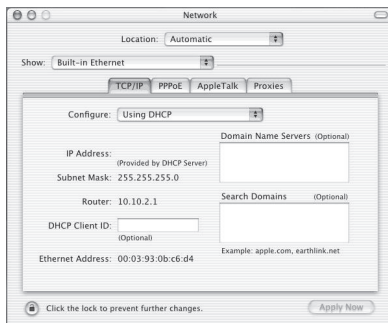 Network
Location: Automatic
Show: Built-in Ethernet
TCP/IP PPPoE AppleTalk Proxies
Configure: Using DHCP
Domain Name Servers (Optional)
IP Address:
(Provided by DHCP Server)
Subnet Mask: 255.255.255.0
Router: 10.10.2.1
Search Domains (Optional)
DHCP Client ID:
(Optional)
Example: apple.com, earthlink.net
Ethernet Address: 00:03:93:0b:c6:d4
Click the lock to prevent further changes.
Apply Now